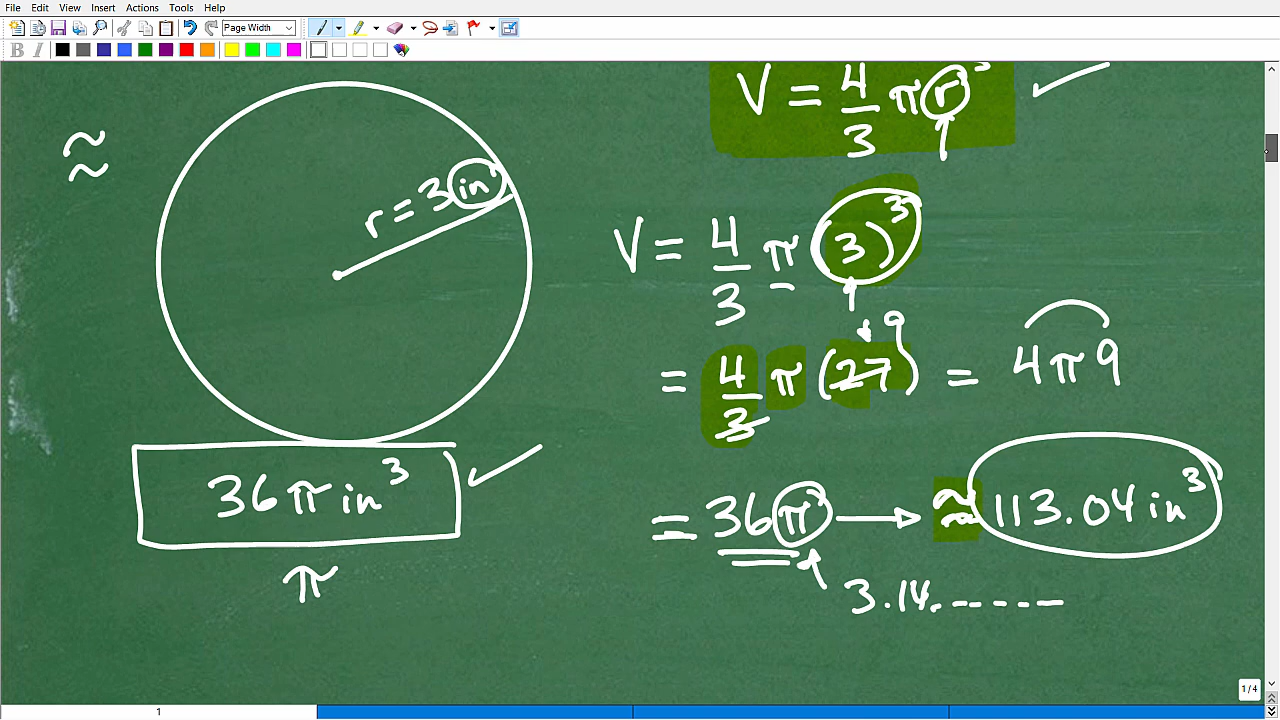 File Edit View Insert Actions Tools Help
Page Width
B I
V = 4/3 πr³
≈
r = 3 in
V = 4/3 π (3)³
9
= 4/3 π (27) = 4π9
36π in³
= 36π → ≈ 113.04 in³
π
3.14.-----
1/4
1